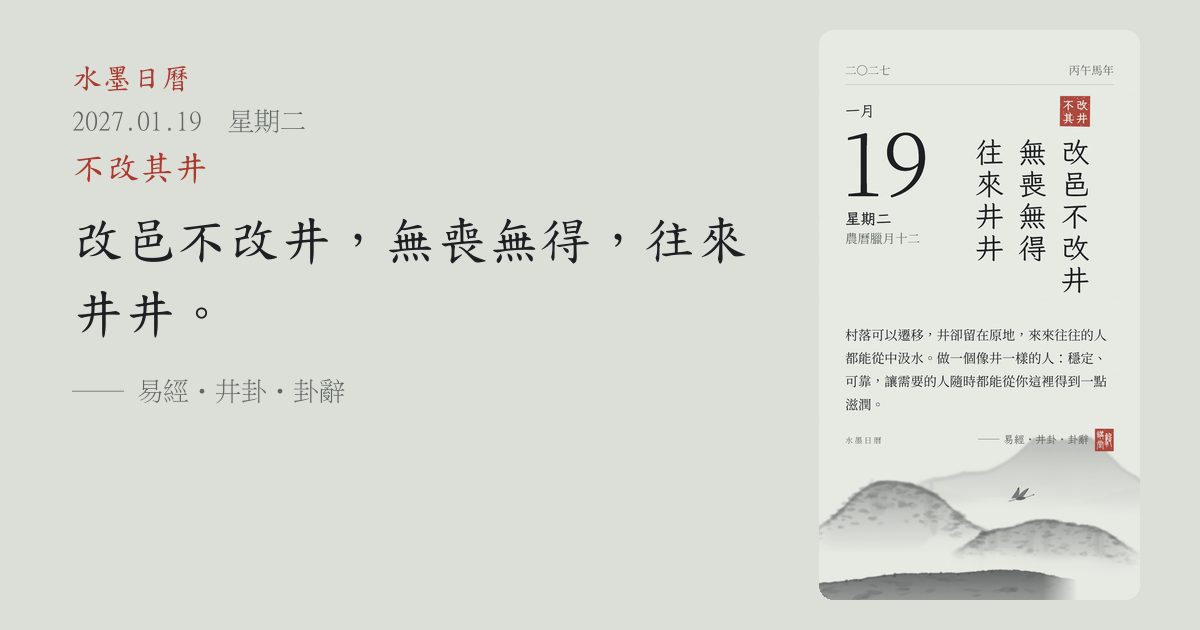 水墨日曆
2027.01.19 星期二
不改其井
改邑不改井，無喪無得，往來
井井。
—— 易經・井卦・卦辭
二〇二七
丙午馬年
一月
19
星期二
農曆臘月十二
不改
其井
改邑不改井
無喪無得
往來井井
村落可以遷移，井卻留在原地，來來往往的人
都能從中汲水。做一個像井一樣的人：穩定、
可靠，讓需要的人隨時都能從你這裡得到一點
滋潤。
水墨日曆
—— 易經・井卦・卦辭